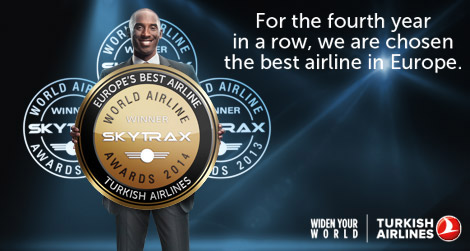 For the fourth year
in a row, we are chosen
the best airline in Europe.
WORLD AIRLINE
EUROPE'S BEST AIRLINE
WORLD AIRLINE
WINNER
SKYTRAX
AWARDS 2014
TURKISH AIRLINES
WORLD
WINNER
SKYTRAX
AWARDS
AIRLINE
WINNER
2013
WIDEN YOUR
WORLD
TURKISH
AIRLINES